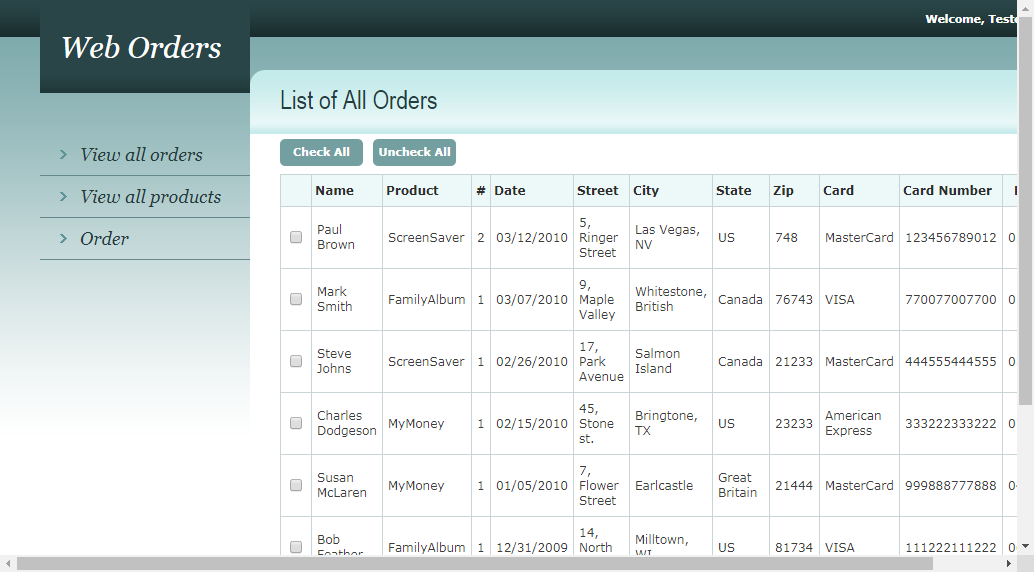 Welcome, Teste
Web Orders
List of All Orders
View all orders
View all products
Order
Check All Uncheck All
Name Product # Date Street City State Zip Card Card Number
Paul Brown ScreenSaver 2 03/12/2010 5, Ringer Street Las Vegas, NV US 748 MasterCard 123456789012 0
Mark Smith FamilyAlbum 1 03/07/2010 9, Maple Valley Whitestone, British Canada 76743 VISA 770077007700 0
Steve Johns ScreenSaver 1 02/26/2010 17, Park Avenue Salmon Island Canada 21233 MasterCard 444555444555 0
Charles Dodgeson MyMoney 1 02/15/2010 45, Stone st. Bringtone, TX US 23233 American Express 333222333222 0
Susan McLaren MyMoney 1 01/05/2010 7, Flower Street Earlcastle Great Britain 21444 MasterCard 999888777888 0
Bob Feather FamilyAlbum 1 12/31/2009 14, North Milltown, WI US 81734 VISA 111222111222 0